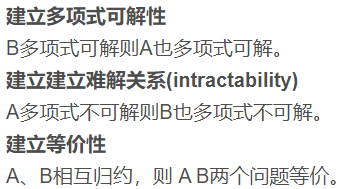 建立多项式可解性
B多项式可解则A也多项式可解。
建立建立难解关系(intractability)
A多项式不可解则B也多项式不可解。
建立等价性
A、B相互归约，则 A B两个问题等价。